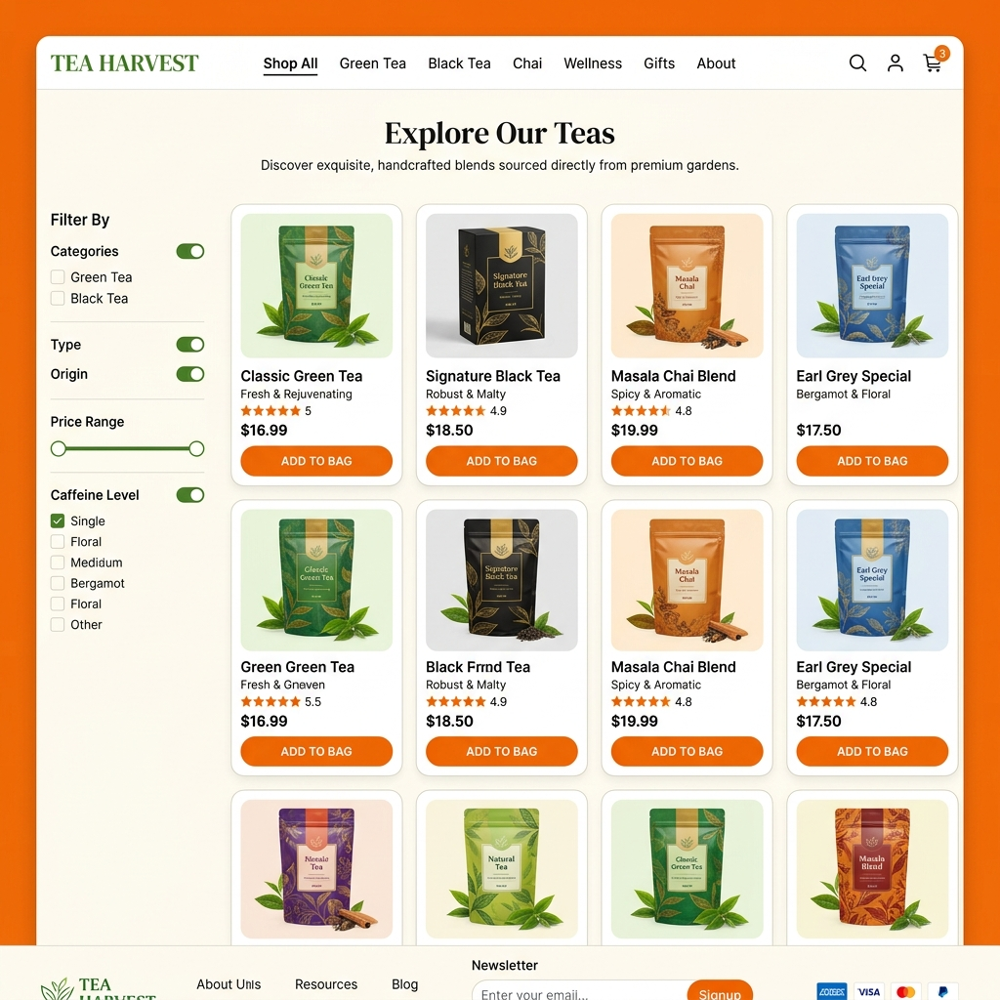 TEA HARVEST
Shop All
Green Tea
Black Tea
Chai
Wellness
Gifts
About
3
Explore Our Teas
Discover exquisite, handcrafted blends sourced directly from premium gardens.
Filter By
Categories
Green Tea
Black Tea
Type
Origin
Price Range
Caffeine Level
Single
Floral
Medium
Bergamot
Floral
Other
Classic
Green Tea
Classic Green Tea
Fresh & Rejuvenating
5
$16.99
ADD TO BAG
Signature
Black Tea
Signature Black Tea
Robust & Malty
4.9
$18.50
ADD TO BAG
Masala
Chai
Masala Chai Blend
Spicy & Aromatic
4.8
$19.99
ADD TO BAG
Earl Grey
Special
Earl Grey Special
Bergamot & Floral
$17.50
ADD TO BAG
Green Tea
Green Green Tea
Fresh &
5.5
$16.99
ADD TO BAG
Signature
Black Frrnd Tea
Robust & Malty
4.9
$18.50
ADD TO BAG
Masala
Chai
Masala Chai Blend
Spicy & Aromatic
4.8
$19.99
ADD TO BAG
Earl Grey
Special
Earl Grey Special
Bergamot & Floral
4.8
$17.50
ADD TO BAG
Tea
Natural
Tea
Classic
Green Tea
Masala
Blend
TEA
HARVEST
About
Resources
Blog
Newsletter
Enter your email...
Signup
VISA